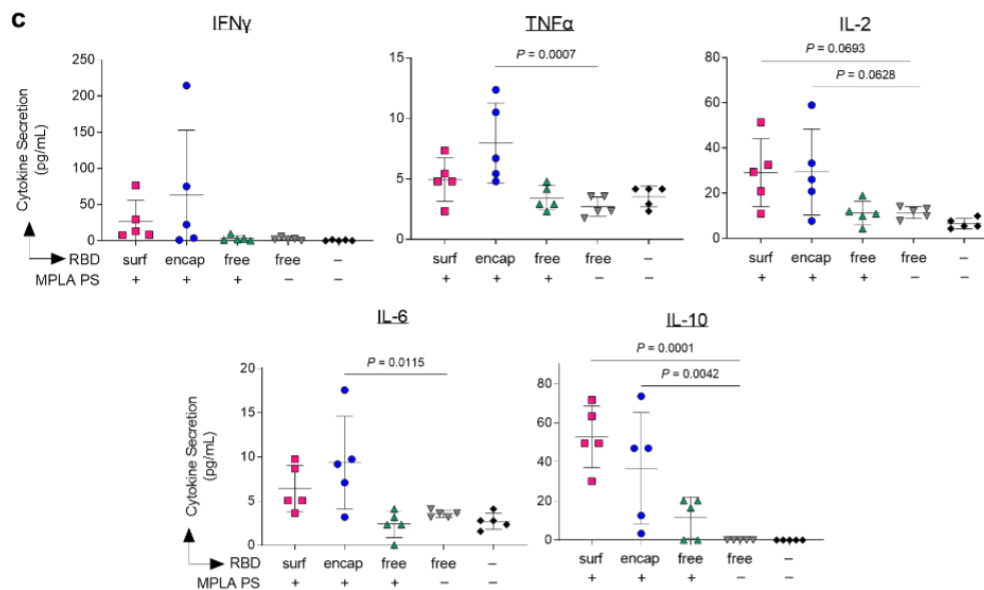 c
IFNγ
Cytokine Secretion
(pg/mL)
250
200
150
100
50
0
RBD surf encap free free –
MPLA PS + + + – –
TNFα
P = 0.0007
15
10
5
0
surf encap free free –
+ + + – –
IL-2
P = 0.0693
P = 0.0628
80
60
40
20
0
surf encap free free –
+ + + – –
IL-6
Cytokine Secretion
(pg/mL)
P = 0.0115
20
15
10
5
0
RBD surf encap free free –
MPLA PS + + + – –
IL-10
P = 0.0001
P = 0.0042
80
60
40
20
0
surf encap free free –
+ + + – –